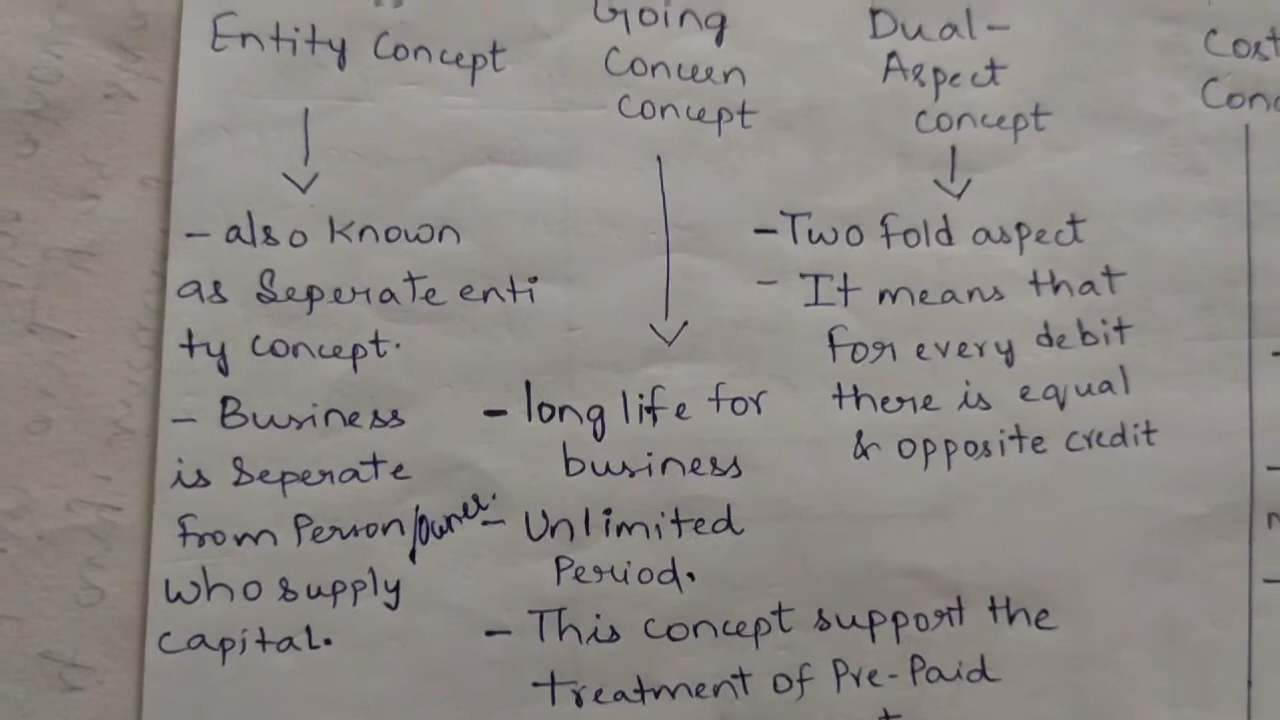 Entity Concept
↓
- also known
as Seperate enti
ty concept.
- Business
is Seperate
from Person/owner.
who supply
capital.
Going
Concern
concept
↓
- long life for
business
- Unlimited
Period.
- This concept support the
treatment of Pre-Paid
Dual-
Aspect
concept
↓
- Two fold aspect
- It means that
for every debit
there is equal
& opposite credit
Cost
Conc